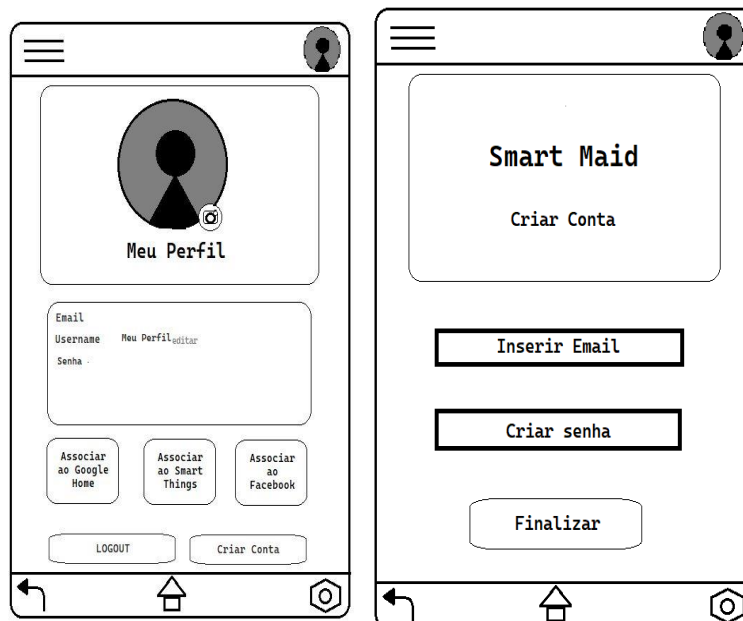 Meu Perfil
Email
Username Meu Perfil editar
Senha
Associar
ao Google
Home
Associar
ao Smart
Things
Associar
ao
Facebook
LOGOUT
Criar Conta
Smart Maid
Criar Conta
Inserir Email
Criar senha
Finalizar